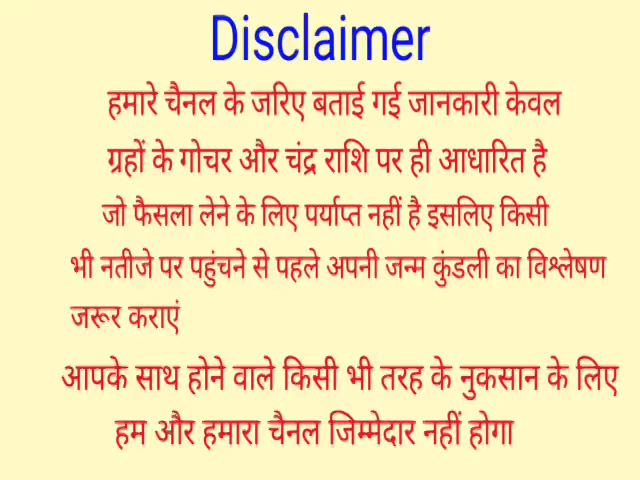 Disclaimer
हमारे चैनल के जरिए बताई गई जानकारी केवल
ग्रहों के गोचर और चंद्र राशि पर ही आधारित है
जो फैसला लेने के लिए पर्याप्त नहीं है इसलिए किसी
भी नतीजे पर पहुंचने से पहले अपनी जन्म कुंडली का विश्लेषण
जरूर कराएं
आपके साथ होने वाले किसी भी तरह के नुकसान के लिए
हम और हमारा चैनल जिम्मेदार नहीं होगा